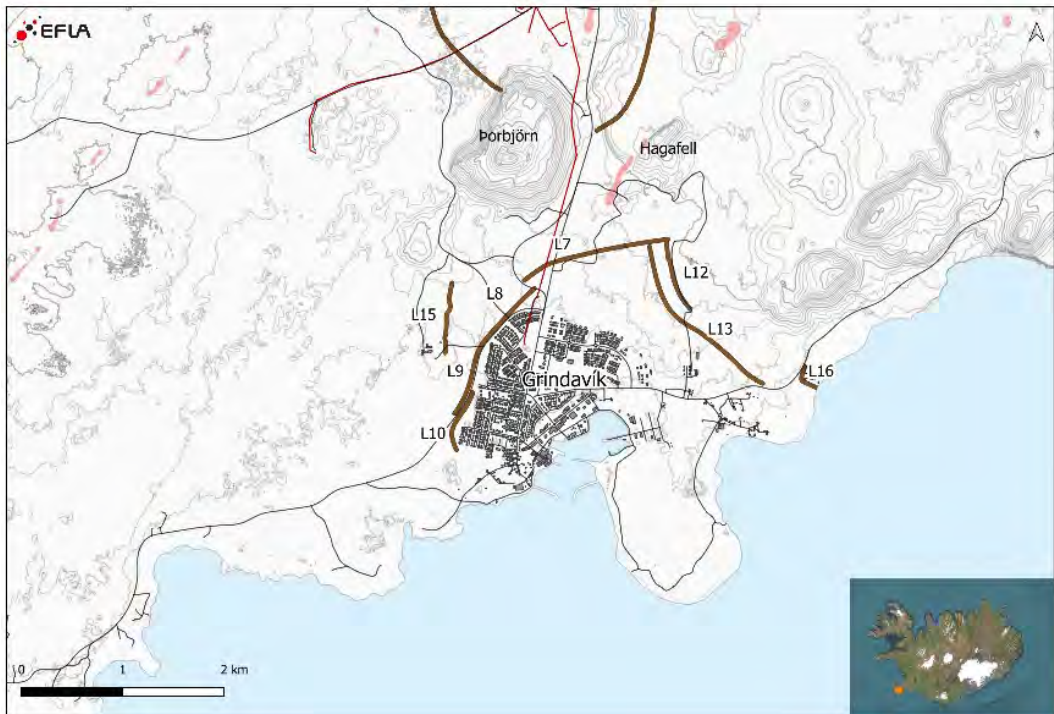 EFLA
Þorbjörn
Hagafell
L7
L12
L8
L15
L13
L9
L16
Grindavík
L10
0 1 2 km